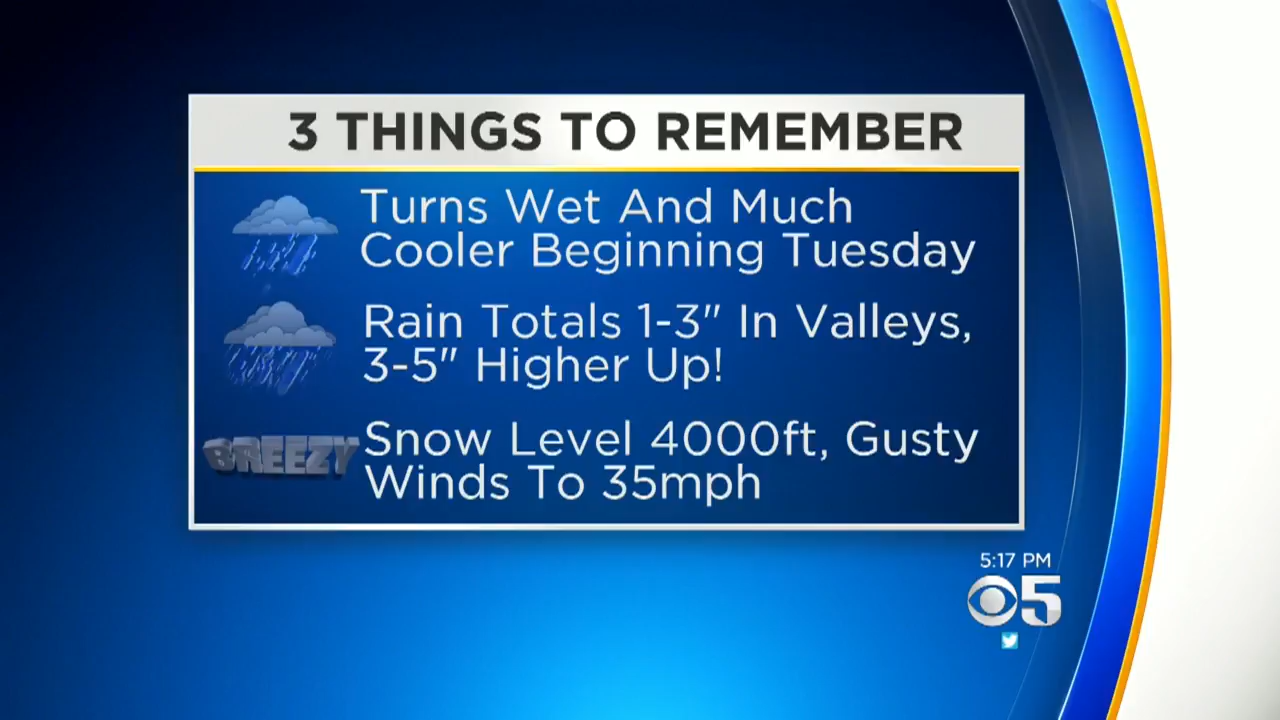 3 THINGS TO REMEMBER
Turns Wet And Much
Cooler Beginning Tuesday
Rain Totals 1-3" In Valleys,
3-5" Higher Up!
BREEZY
Snow Level 4000ft, Gusty
Winds To 35mph
5:17 PM
5